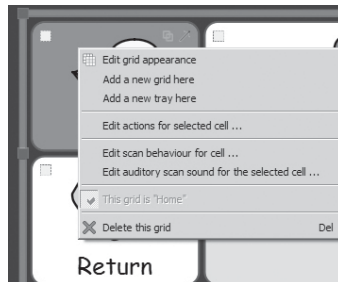 Edit grid appearance
Add a new grid here
Add a new tray here
Edit actions for selected cell ...
Edit scan behaviour for cell ...
Edit auditory scan sound for the selected cell ...
This grid is "Home"
Delete this grid Del
Return